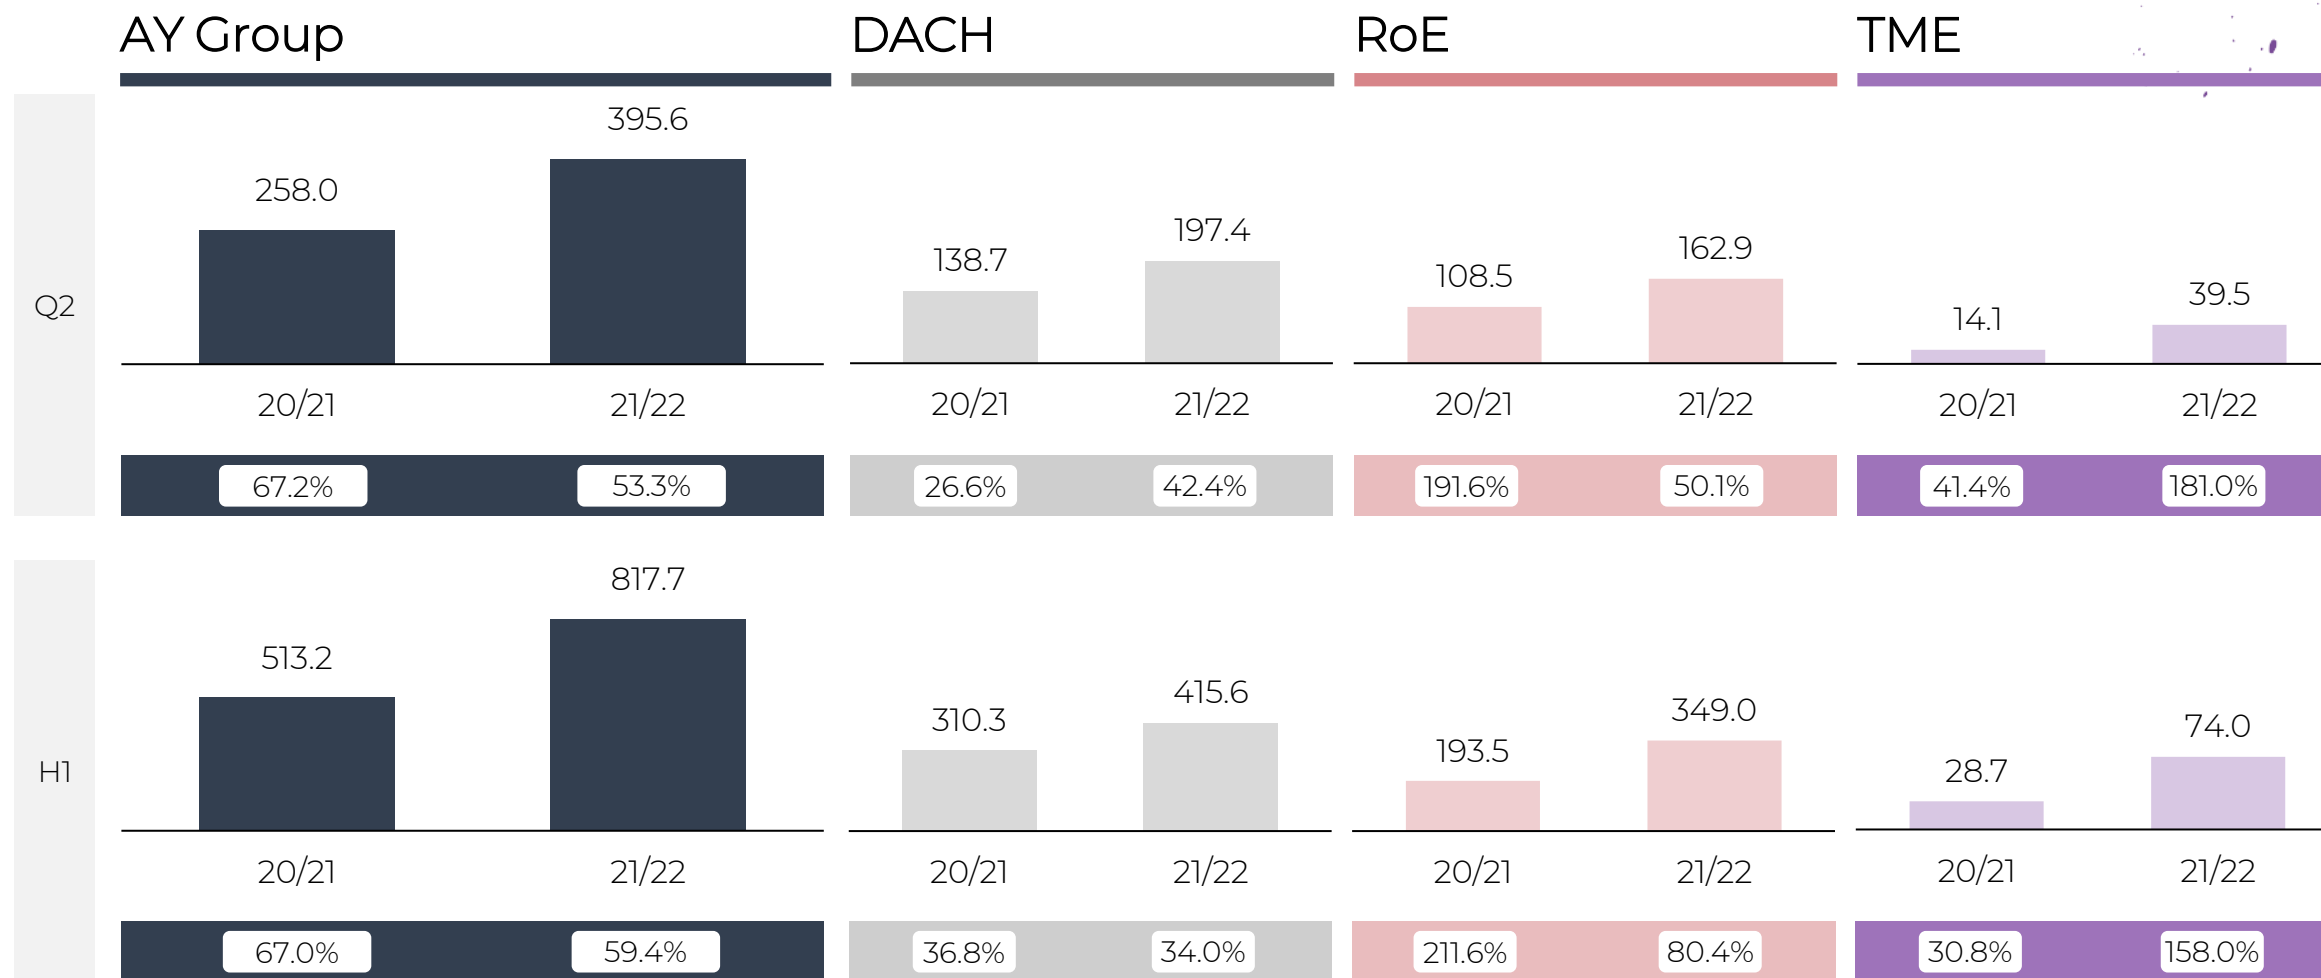 AY Group DACH RoE TME
395.6
258.0
197.4
138.7
162.9
108.5
39.5
14.1
Q2
20/21 21/22 20/21 21/22 20/21 21/22 20/21 21/22
67.2% 53.3% 26.6% 42.4% 191.6% 50.1% 41.4% 181.0%
817.7
513.2
415.6
310.3
349.0
193.5
74.0
28.7
H1
20/21 21/22 20/21 21/22 20/21 21/22 20/21 21/22
67.0% 59.4% 36.8% 34.0% 211.6% 80.4% 30.8% 158.0%